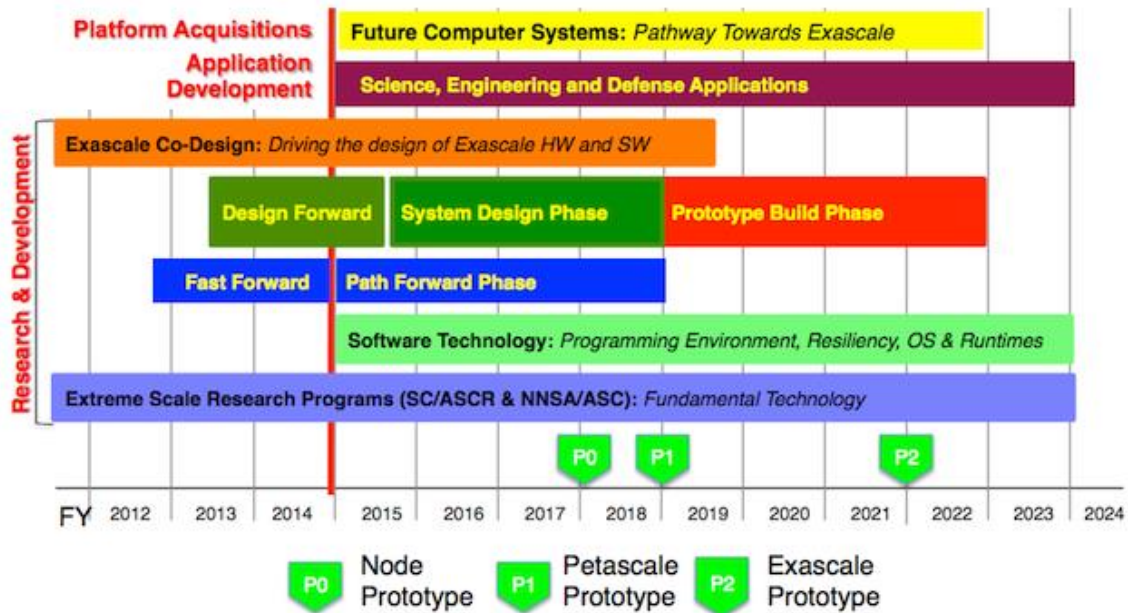 Platform Acquisitions
Future Computer Systems: Pathway Towards Exascale
Application
Development
Science, Engineering and Defense Applications
Research & Development
Exascale Co-Design: Driving the design of Exascale HW and SW
Design Forward
System Design Phase
Prototype Build Phase
Fast Forward
Path Forward Phase
Software Technology: Programming Environment, Resiliency, OS & Runtimes
Extreme Scale Research Programs (SC/ASCR & NNSA/ASC): Fundamental Technology
P0
P1
P2
FY 2012 2013 2014 2015 2016 2017 2018 2019 2020 2021 2022 2023 2024
P0 Node
Prototype
P1 Petascale
Prototype
P2 Exascale
Prototype